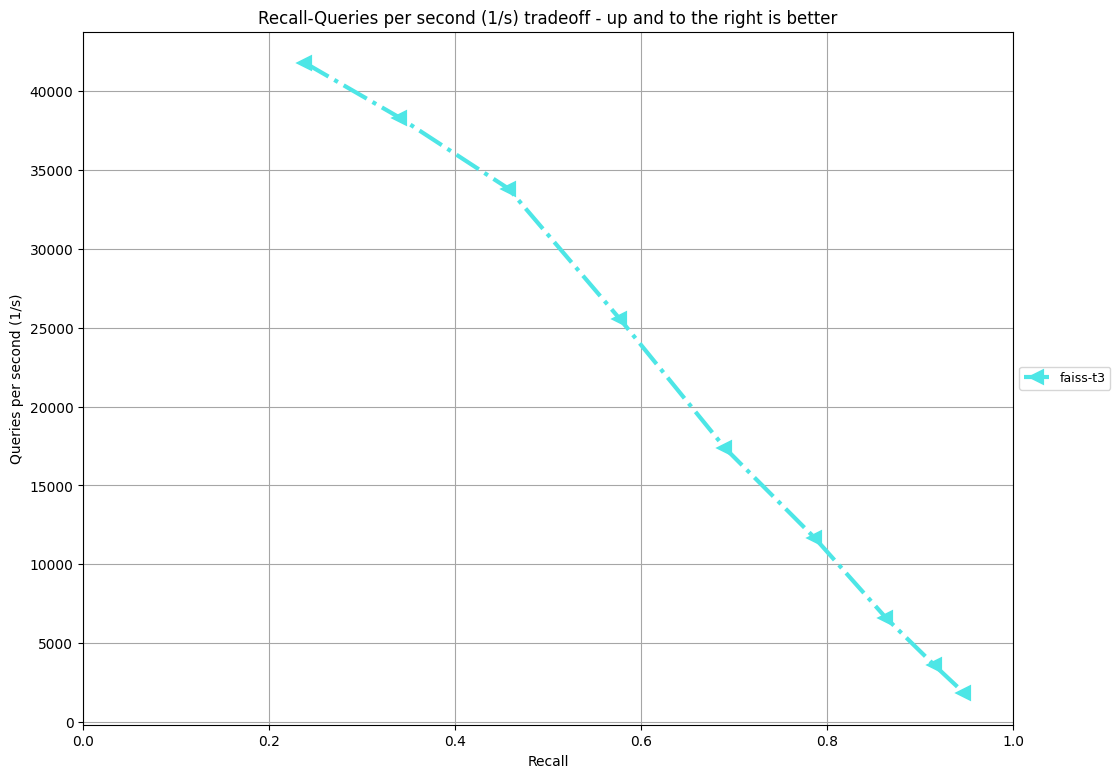 Recall-Queries per second (1/s) tradeoff - up and to the right is better
Queries per second (1/s)
40000
35000
30000
25000
20000
15000
10000
5000
0
0.0 0.2 0.4 0.6 0.8 1.0
Recall
faiss-t3